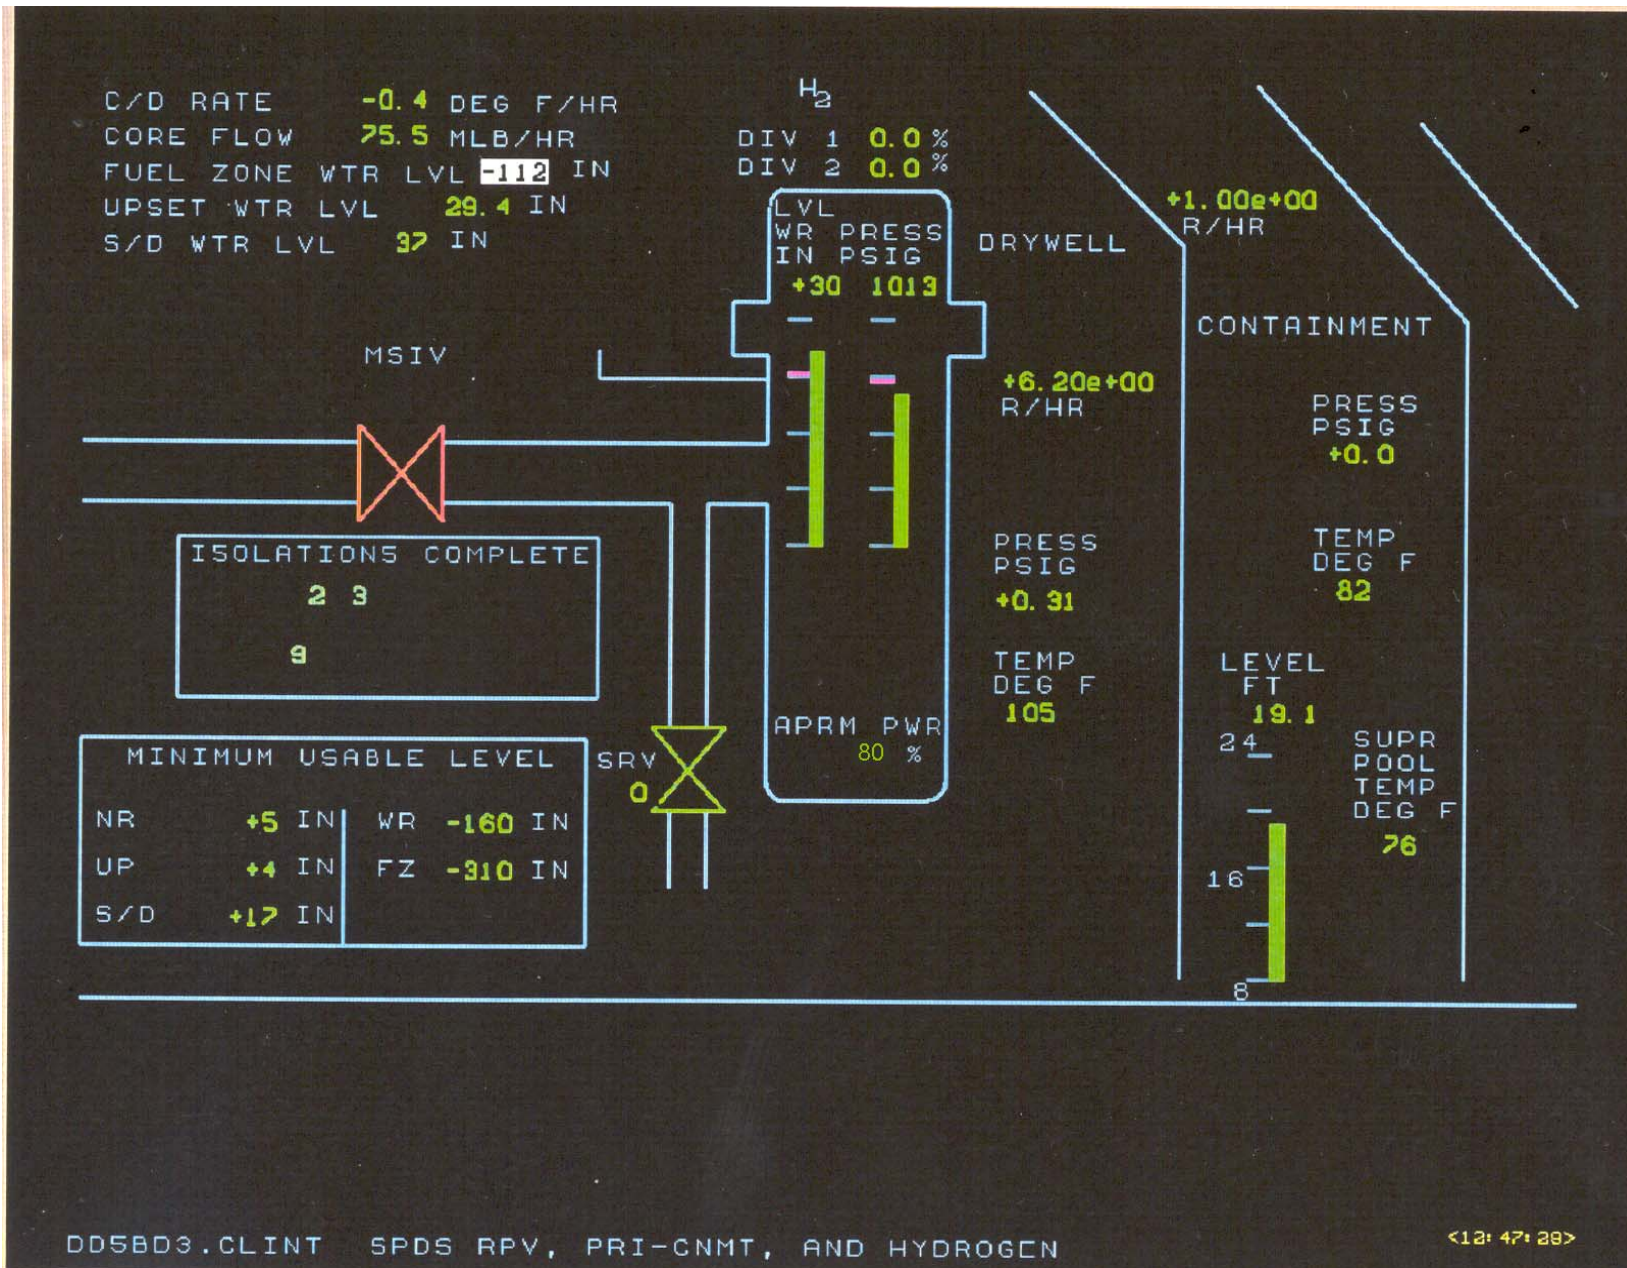 C/D RATE -0.4 DEG F/HR
CORE FLOW 75.5 MLB/HR
FUEL ZONE WTR LVL -112 IN
UPSET WTR LVL 29.4 IN
S/D WTR LVL 37 IN
H2
DIV 1 0.0 %
DIV 2 0.0 %
LVL
WR PRESS
IN PSIG
+30 1013
DRYWELL
+1.00e+00
R/HR
CONTAINMENT
MSIV
+6.20e+00
R/HR
PRESS
PSIG
+0.0
ISOLATIONS COMPLETE
2 3
9
PRESS
PSIG
+0.31
TEMP
DEG F
82
TEMP
DEG F
105
LEVEL
FT
19.1
24
16
8
SUPR
POOL
TEMP
DEG F
76
APRM PWR
80 %
SRV
0
MINIMUM USABLE LEVEL
NR +5 IN WR -160 IN
UP +4 IN FZ -310 IN
S/D +17 IN
DD5BD3.CLINT SPDS RPV, PRI-CNMT, AND HYDROGEN
<12:47:29>